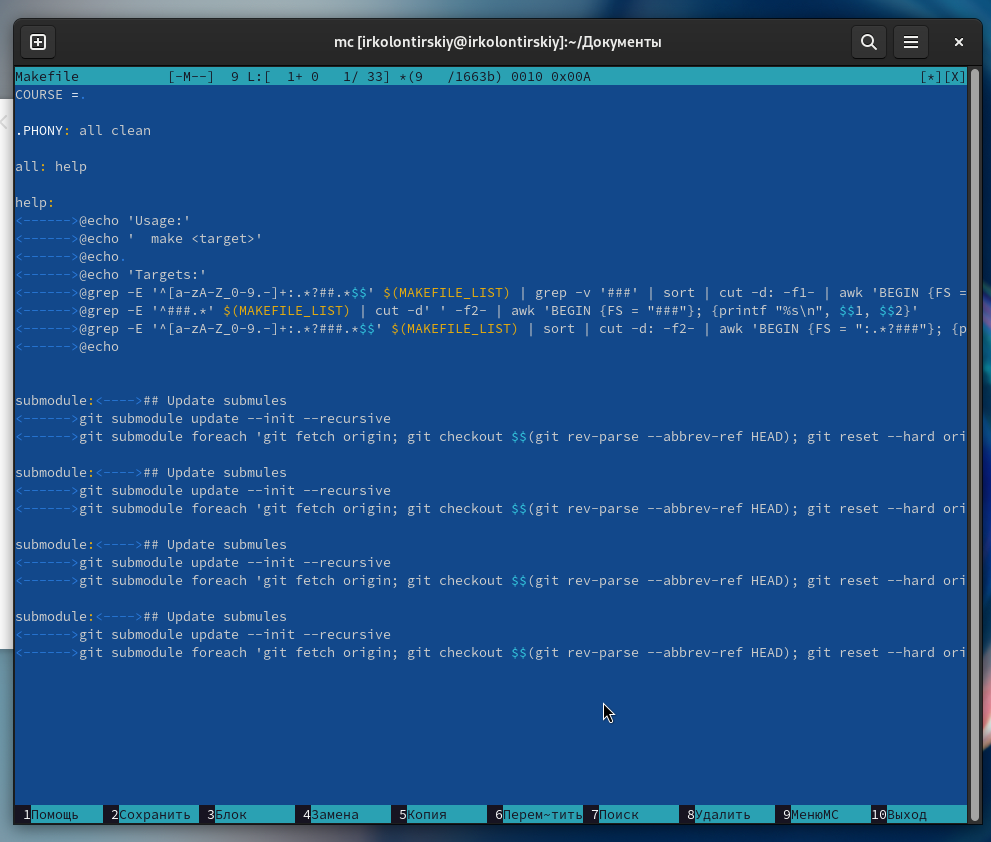 mc [irkolontirskiy@irkolontirskiy]:~/Документы
Makefile [-M--] 9 L:[ 1+ 0 1/ 33] *(9 /1663b) 0010 0x00A [*][X]
COURSE =.
.PHONY: all clean
all: help
help:
<------>@echo 'Usage:'
<------>@echo '  make <target>'
<------>@echo.
<------>@echo 'Targets:'
<------>@grep -E '^[a-zA-Z_0-9.-]+:.*?##.*$$' $(MAKEFILE_LIST) | grep -v '###' | sort | cut -d: -f1- | awk 'BEGIN {FS =
<------>@grep -E '^###.*' $(MAKEFILE_LIST) | cut -d' ' -f2- | awk 'BEGIN {FS = "###"}; {printf "%s\n", $$1, $$2}'
<------>@grep -E '^[a-zA-Z_0-9.-]+:.*?###.*$$' $(MAKEFILE_LIST) | sort | cut -d: -f2- | awk 'BEGIN {FS = ":.*?###"}; {p
<------>@echo
submodule:<---->## Update submules
<------>git submodule update --init --recursive
<------>git submodule foreach 'git fetch origin; git checkout $$(git rev-parse --abbrev-ref HEAD); git reset --hard ori
submodule:<---->## Update submules
<------>git submodule update --init --recursive
<------>git submodule foreach 'git fetch origin; git checkout $$(git rev-parse --abbrev-ref HEAD); git reset --hard ori
submodule:<---->## Update submules
<------>git submodule update --init --recursive
<------>git submodule foreach 'git fetch origin; git checkout $$(git rev-parse --abbrev-ref HEAD); git reset --hard ori
submodule:<---->## Update submules
<------>git submodule update --init --recursive
<------>git submodule foreach 'git fetch origin; git checkout $$(git rev-parse --abbrev-ref HEAD); git reset --hard ori
1Помощь 2Сохранить 3Блок 4Замена 5Копия 6Перем~тить 7Поиск 8Удалить 9МенюMC 10Выход